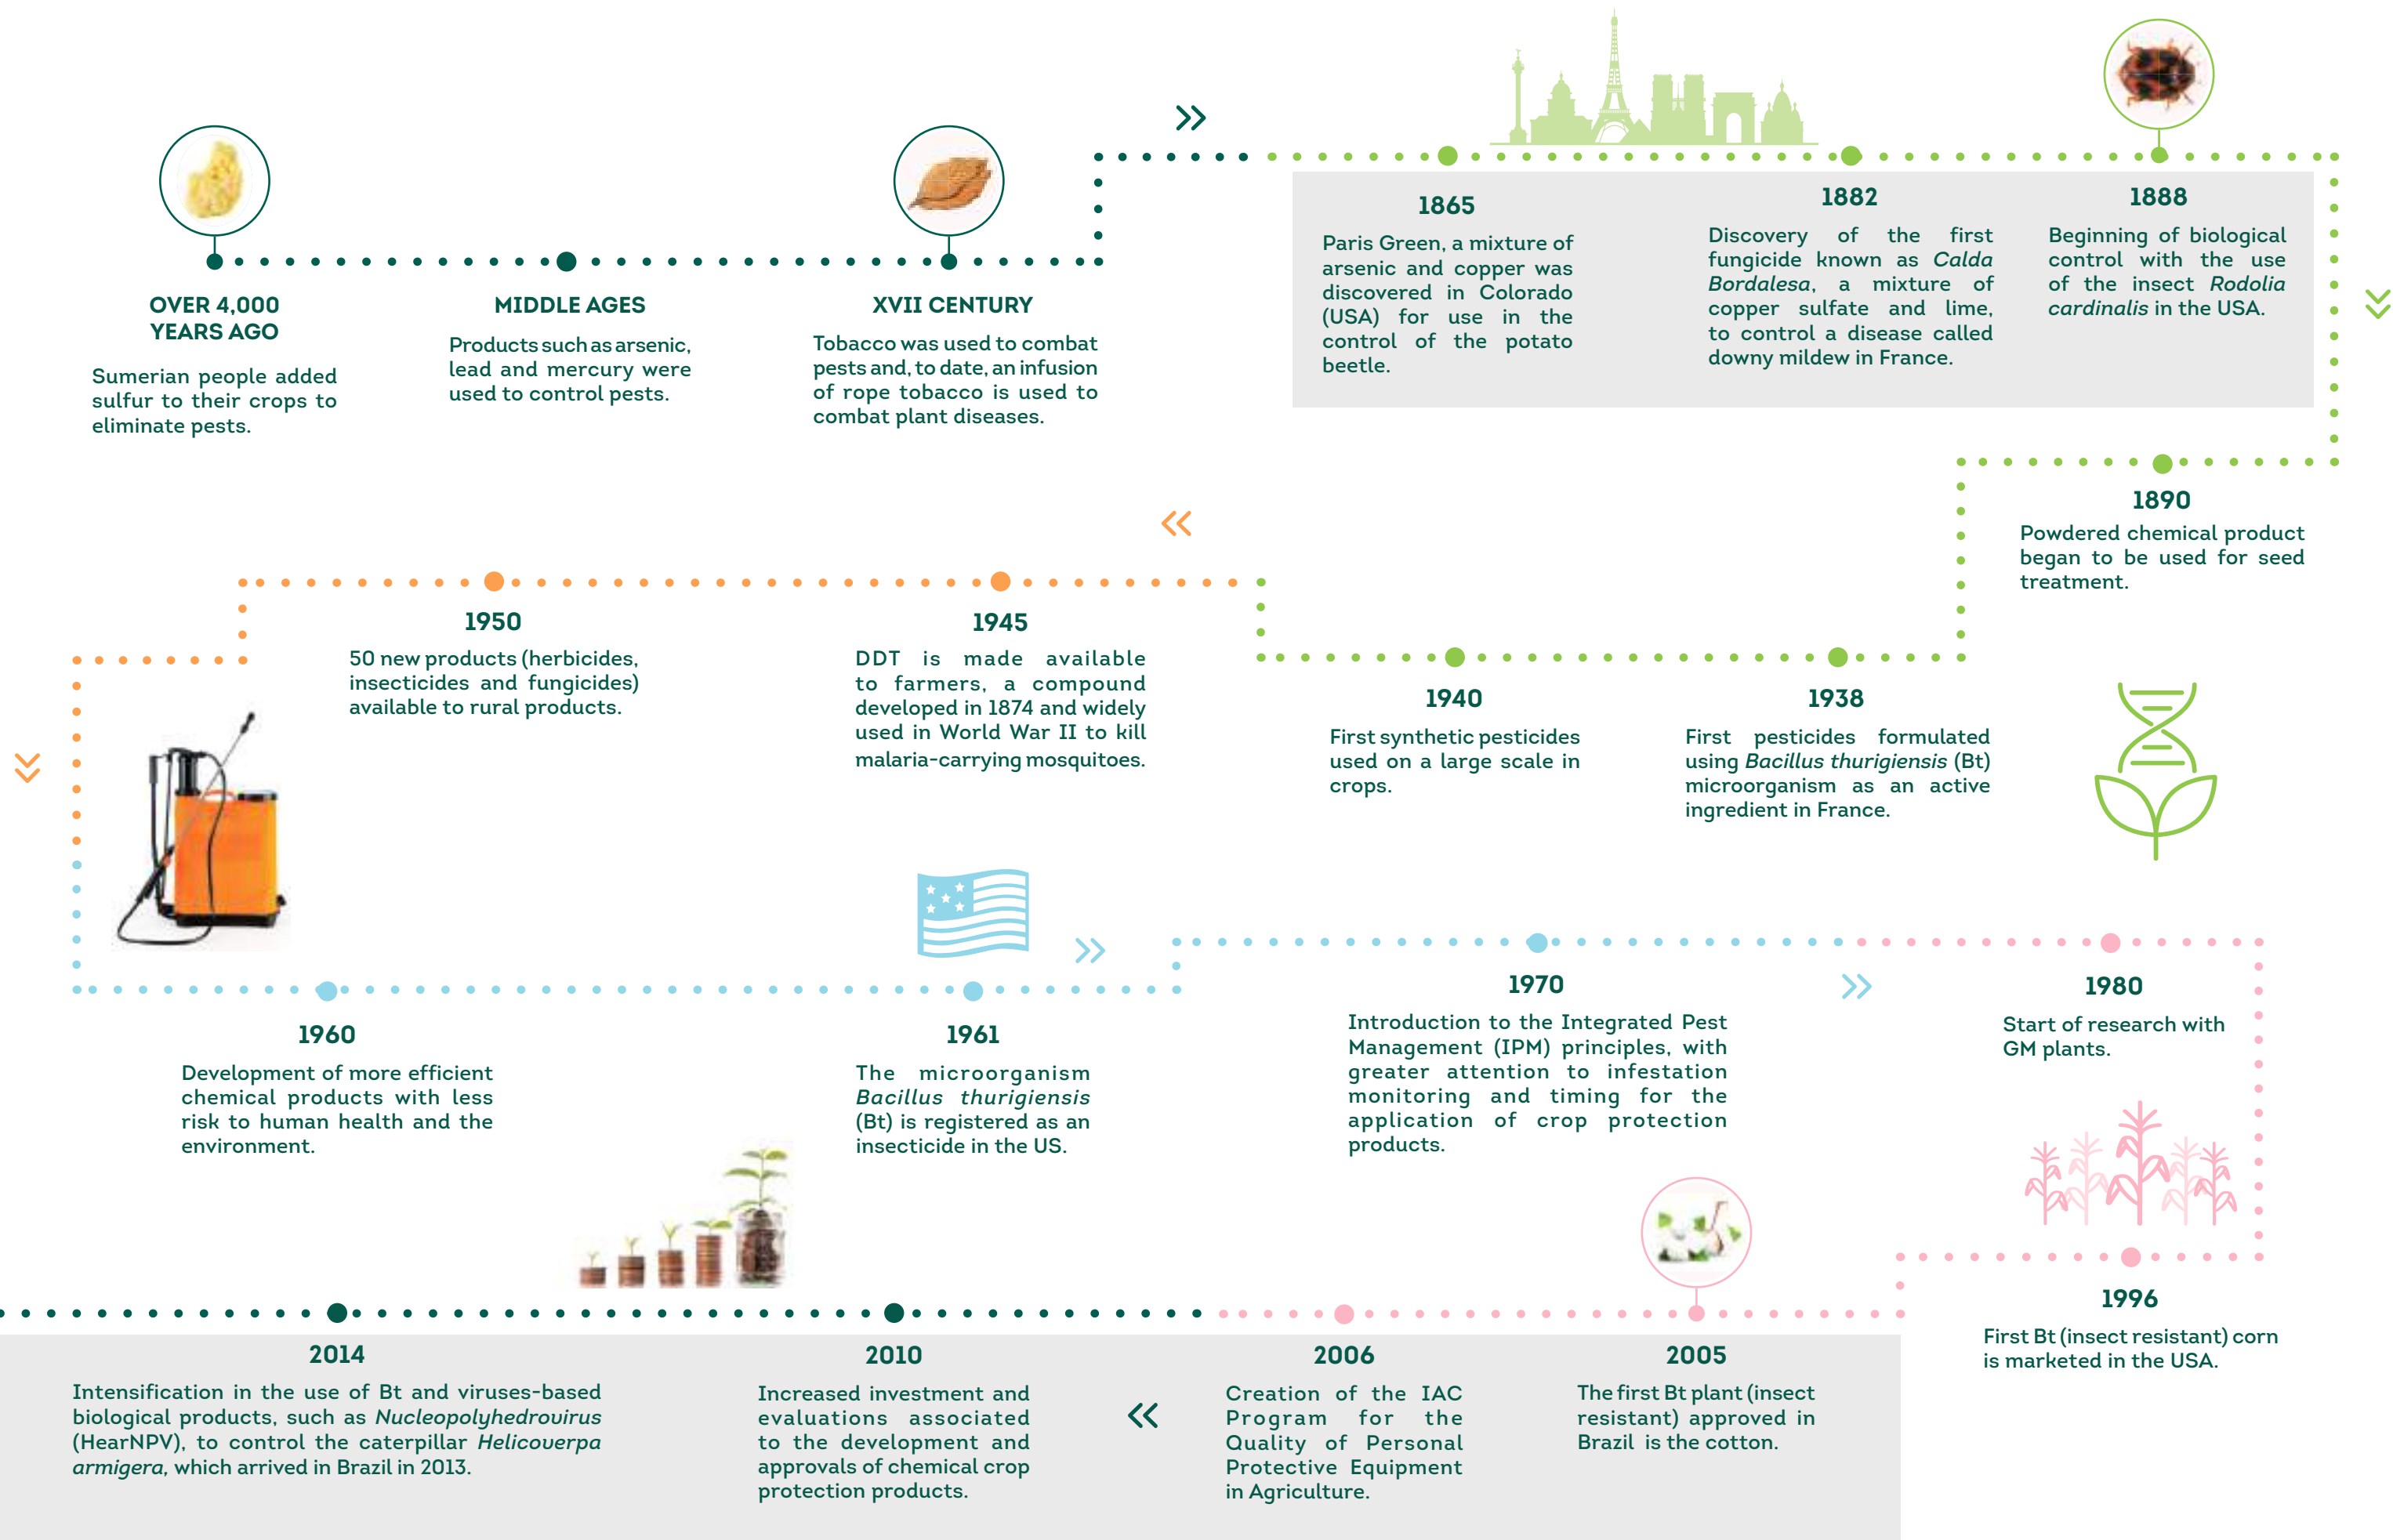 OVER 4,000
YEARS AGO
Sumerian people added
sulfur to their crops to
eliminate pests.
MIDDLE AGES
Products such as arsenic,
lead and mercury were
used to control pests.
XVII CENTURY
Tobacco was used to combat
pests and, to date, an infusion
of rope tobacco is used to
combat plant diseases.
1865
Paris Green, a mixture of
arsenic and copper was
discovered in Colorado
(USA) for use in the
control of the potato
beetle.
1882
Discovery of the first
fungicide known as Calda
Bordalesa, a mixture of
copper sulfate and lime,
to control a disease called
downy mildew in France.
1888
Beginning of biological
control with the use
of the insect Rodolia
cardinalis in the USA.
1890
Powdered chemical product
began to be used for seed
treatment.
1938
First pesticides formulated
using Bacillus thurigiensis (Bt)
microorganism as an active
ingredient in France.
1940
First synthetic pesticides
used on a large scale in
crops.
1945
DDT is made available
to farmers, a compound
developed in 1874 and widely
used in World War II to kill
malaria-carrying mosquitoes.
1950
50 new products (herbicides,
insecticides and fungicides)
available to rural products.
1960
Development of more efficient
chemical products with less
risk to human health and the
environment.
1961
The microorganism
Bacillus thurigiensis
(Bt) is registered as an
insecticide in the US.
1970
Introduction to the Integrated Pest
Management (IPM) principles, with
greater attention to infestation
monitoring and timing for the
application of crop protection
products.
1980
Start of research with
GM plants.
1996
First Bt (insect resistant) corn
is marketed in the USA.
2005
The first Bt plant (insect
resistant) approved in
Brazil is the cotton.
2006
Creation of the IAC
Program for the
Quality of Personal
Protective Equipment
in Agriculture.
2010
Increased investment and
evaluations associated
to the development and
approvals of chemical crop
protection products.
2014
Intensification in the use of Bt and viruses-based
biological products, such as Nucleopolyhedrovirus
(HearNPV), to control the caterpillar Helicoverpa
armigera, which arrived in Brazil in 2013.